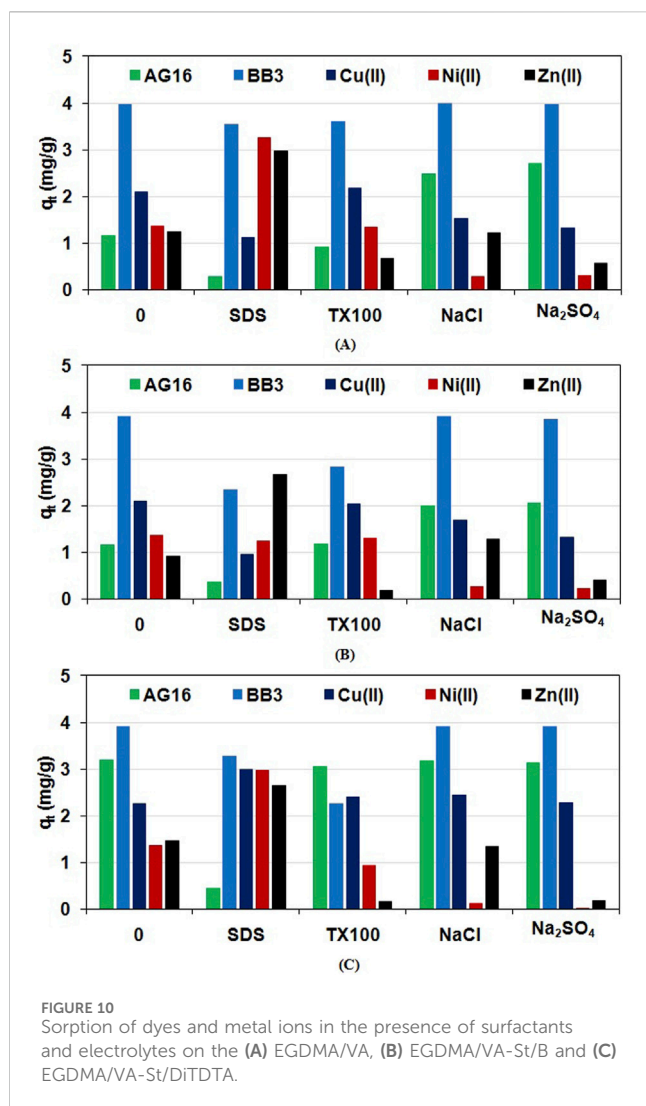 5
AG16 BB3 Cu(II) Ni(II) Zn(II)
4
3
2
1
0
qt (mg/g)
0 SDS TX100 NaCl Na₂SO₄
(A)
5
AG16 BB3 Cu(II) Ni(II) Zn(II)
4
3
2
1
0
qt (mg/g)
0 SDS TX100 NaCl Na₂SO₄
(B)
5
AG16 BB3 Cu(II) Ni(II) Zn(II)
4
3
2
1
0
qt (mg/g)
0 SDS TX100 NaCl Na₂SO₄
(C)
FIGURE 10
Sorption of dyes and metal ions in the presence of surfactants
and electrolytes on the (A) EGDMA/VA, (B) EGDMA/VA-St/B and (C)
EGDMA/VA-St/DiTDTA.